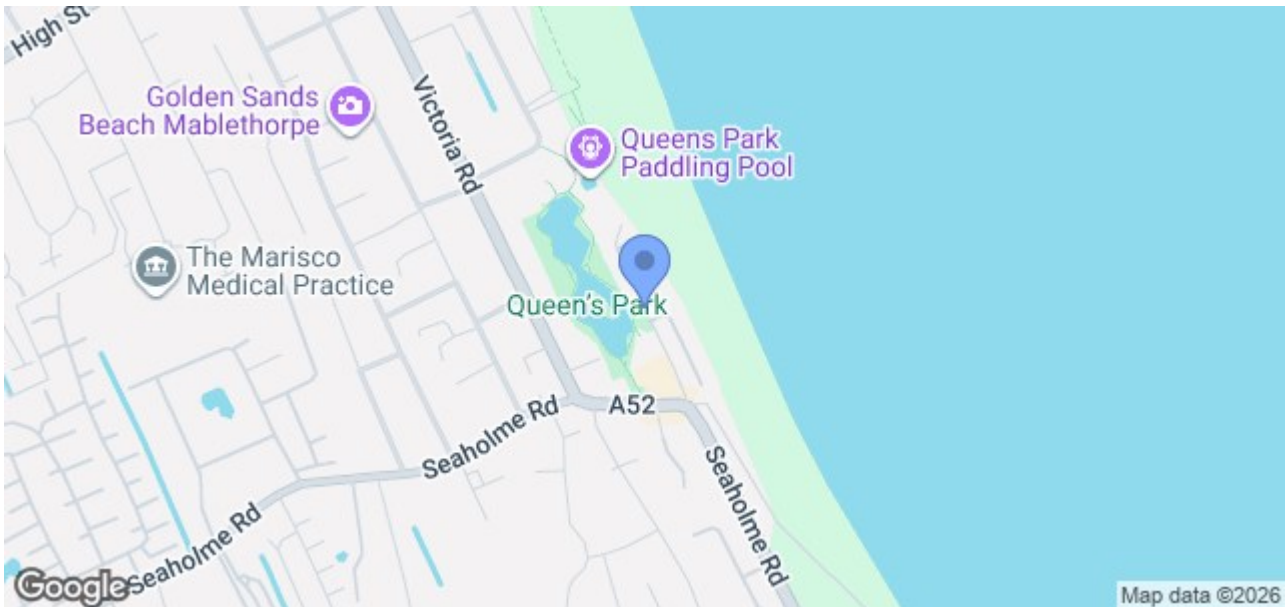 High St
Golden Sands
Beach Mablethorpe
Victoria Rd
Queens Park
Paddling Pool
The Marisco
Medical Practice
Queen's Park
A52
Seaholme Rd
Seaholme Rd
Seaholme Rd
Google
Map data ©2026